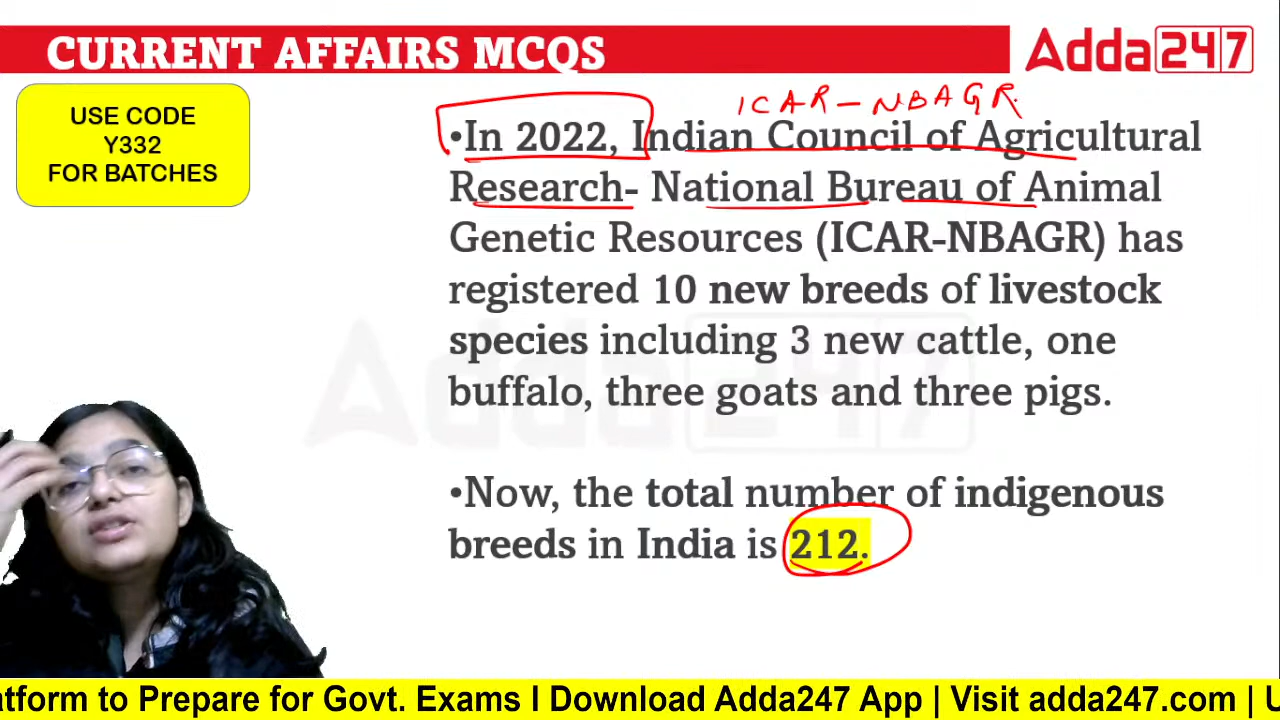 CURRENT AFFAIRS MCQS
Adda247
USE CODE
Y332
FOR BATCHES
ICAR-NBAGR.
•In 2022, Indian Council of Agricultural
Research- National Bureau of Animal
Genetic Resources (ICAR-NBAGR) has
registered 10 new breeds of livestock
species including 3 new cattle, one
buffalo, three goats and three pigs.
Adda247
•Now, the total number of indigenous
breeds in India is 212.
atform to Prepare for Govt. Exams I Download Adda247 App | Visit adda247.com | U